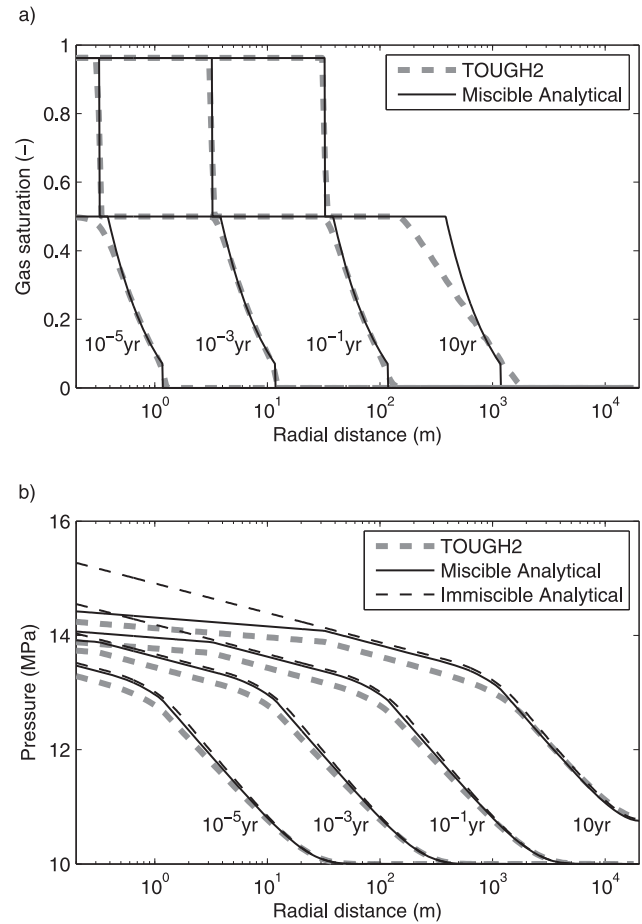 a)
1
0.8
0.6
0.4
0.2
0
Gas saturation (−)
TOUGH2
Miscible Analytical
10⁻⁵yr
10⁻³yr
10⁻¹yr
10yr
10⁰
10¹
10²
10³
10⁴
Radial distance (m)
b)
16
14
12
10
Pressure (MPa)
TOUGH2
Miscible Analytical
Immiscible Analytical
10⁻⁵yr
10⁻³yr
10⁻¹yr
10yr
10⁰
10¹
10²
10³
10⁴
Radial distance (m)